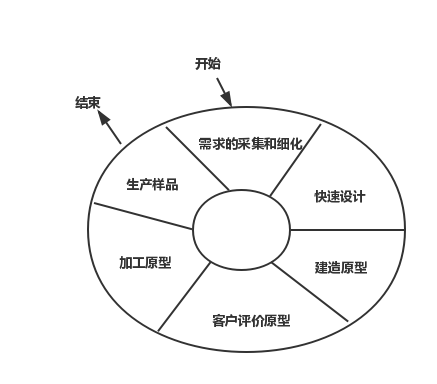 开始
结束
需求的采集和细化
快速设计
建造原型
客户评价原型
加工原型
生产样品